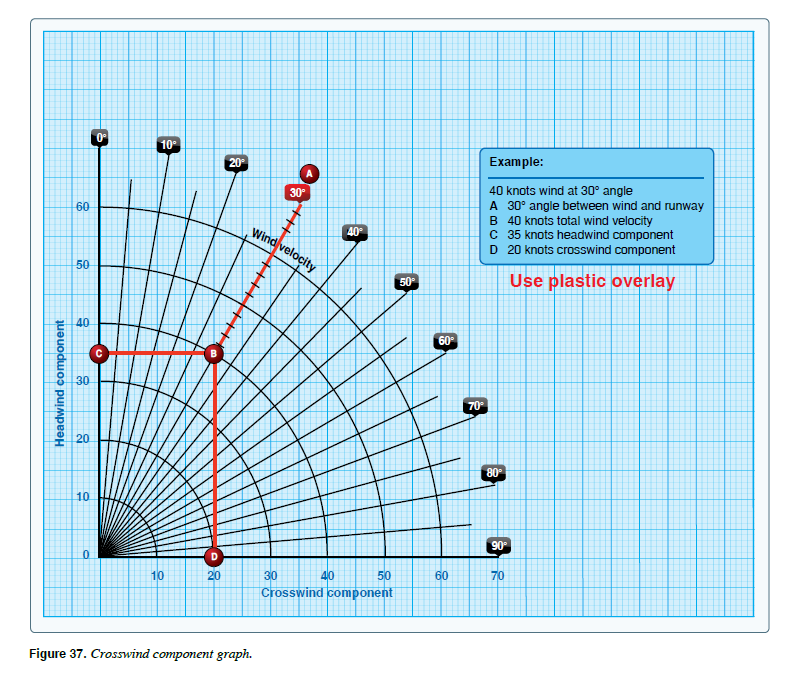 0°
10°
20°
A
30°
40°
Wind velocity
50°
60°
70°
80°
90°
Example:
40 knots wind at 30° angle
A 30° angle between wind and runway
B 40 knots total wind velocity
C 35 knots headwind component
D 20 knots crosswind component
Use plastic overlay
60
50
40
C
B
30
20
10
0
Headwind component
D
10 20 30 40 50 60 70
Crosswind component
Figure 37. Crosswind component graph.